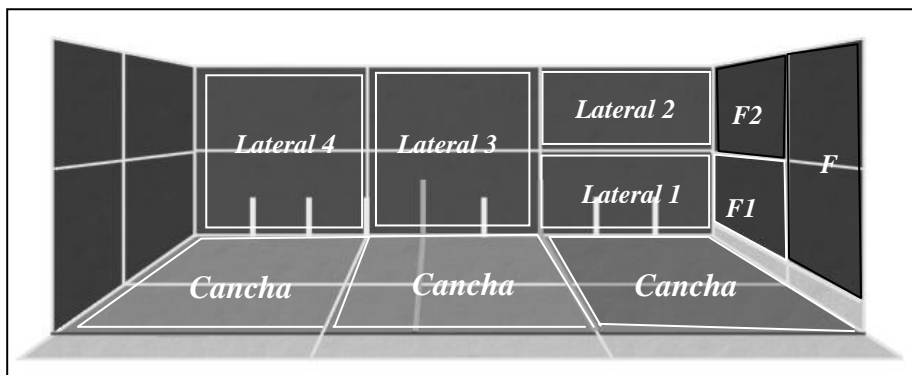 Lateral 4
Lateral 3
Lateral 2
Lateral 1
F2
F1
F
Cancha
Cancha
Cancha